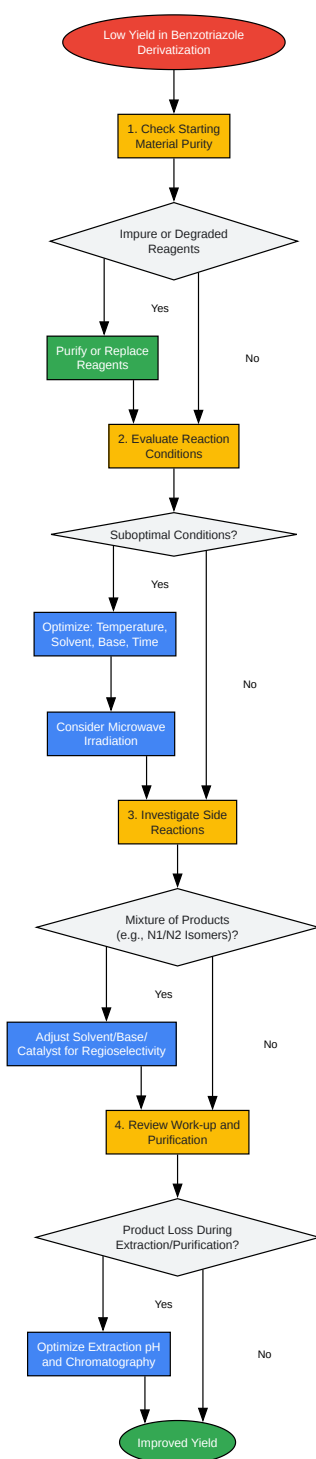 Low Yield in Benzotriazole
Derivatization
1. Check Starting
Material Purity
Impure or Degraded
Reagents
Yes
Purify or Replace
Reagents
No
2. Evaluate Reaction
Conditions
Suboptimal Conditions?
Yes
Optimize: Temperature,
Solvent, Base, Time
No
Consider Microwave
Irradiation
3. Investigate Side
Reactions
Mixture of Products
(e.g., N1/N2 Isomers)?
Yes
Adjust Solvent/Base/
Catalyst for Regioselectivity
No
4. Review Work-up and
Purification
Product Loss During
Extraction/Purification?
Yes
Optimize Extraction pH
and Chromatography
No
Improved Yield